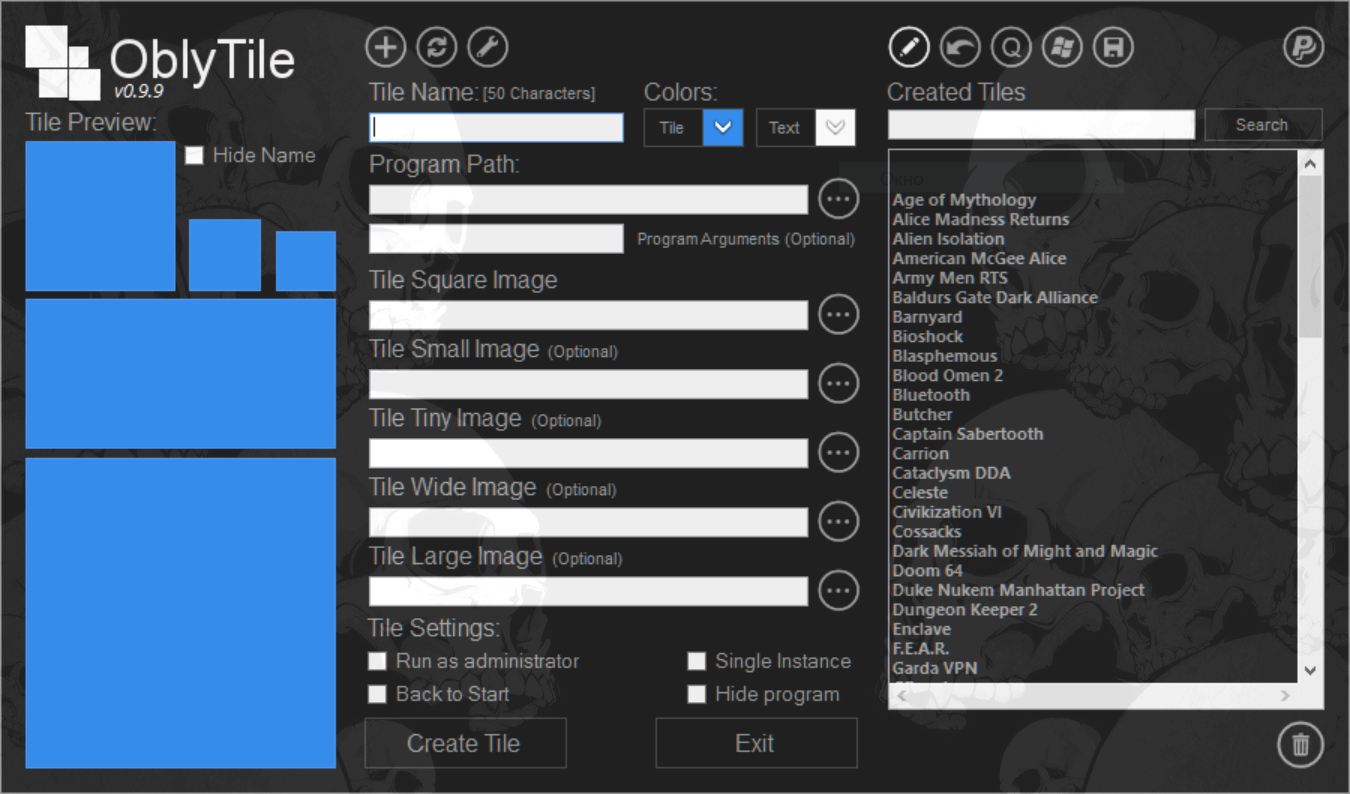 OblyTile
v0.9.9
Tile Preview:
Hide Name
Tile Name: [50 Characters]
Colors:
Tile
Text
Program Path:
Program Arguments (Optional)
Tile Square Image
Tile Small Image (Optional)
Tile Tiny Image (Optional)
Tile Wide Image (Optional)
Tile Large Image (Optional)
Tile Settings:
Run as administrator
Single Instance
Back to Start
Hide program
Create Tile
Exit
Created Tiles
Search
Окно
Age of Mythology
Alice Madness Returns
Alien Isolation
American McGee Alice
Army Men RTS
Baldurs Gate Dark Alliance
Barnyard
Bioshock
Blasphemous
Blood Omen 2
Bluetooth
Butcher
Captain Sabertooth
Carrion
Cataclysm DDA
Celeste
Civikization VI
Cossacks
Dark Messiah of Might and Magic
Doom 64
Duke Nukem Manhattan Project
Dungeon Keeper 2
Enclave
F.E.A.R.
Garda VPN